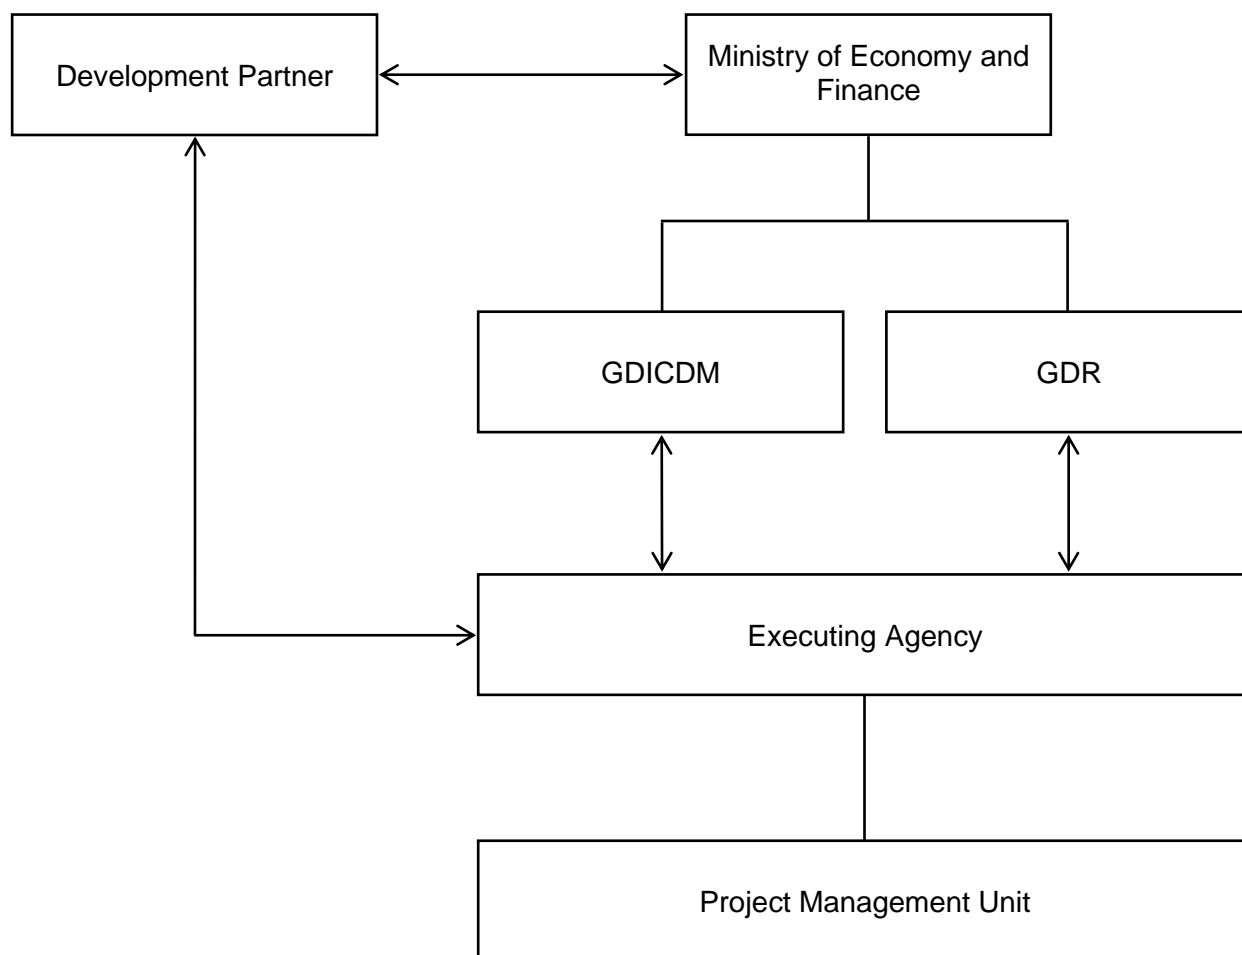 Development Partner
Ministry of Economy and
Finance
GDICDM
GDR
Executing Agency
Project Management Unit